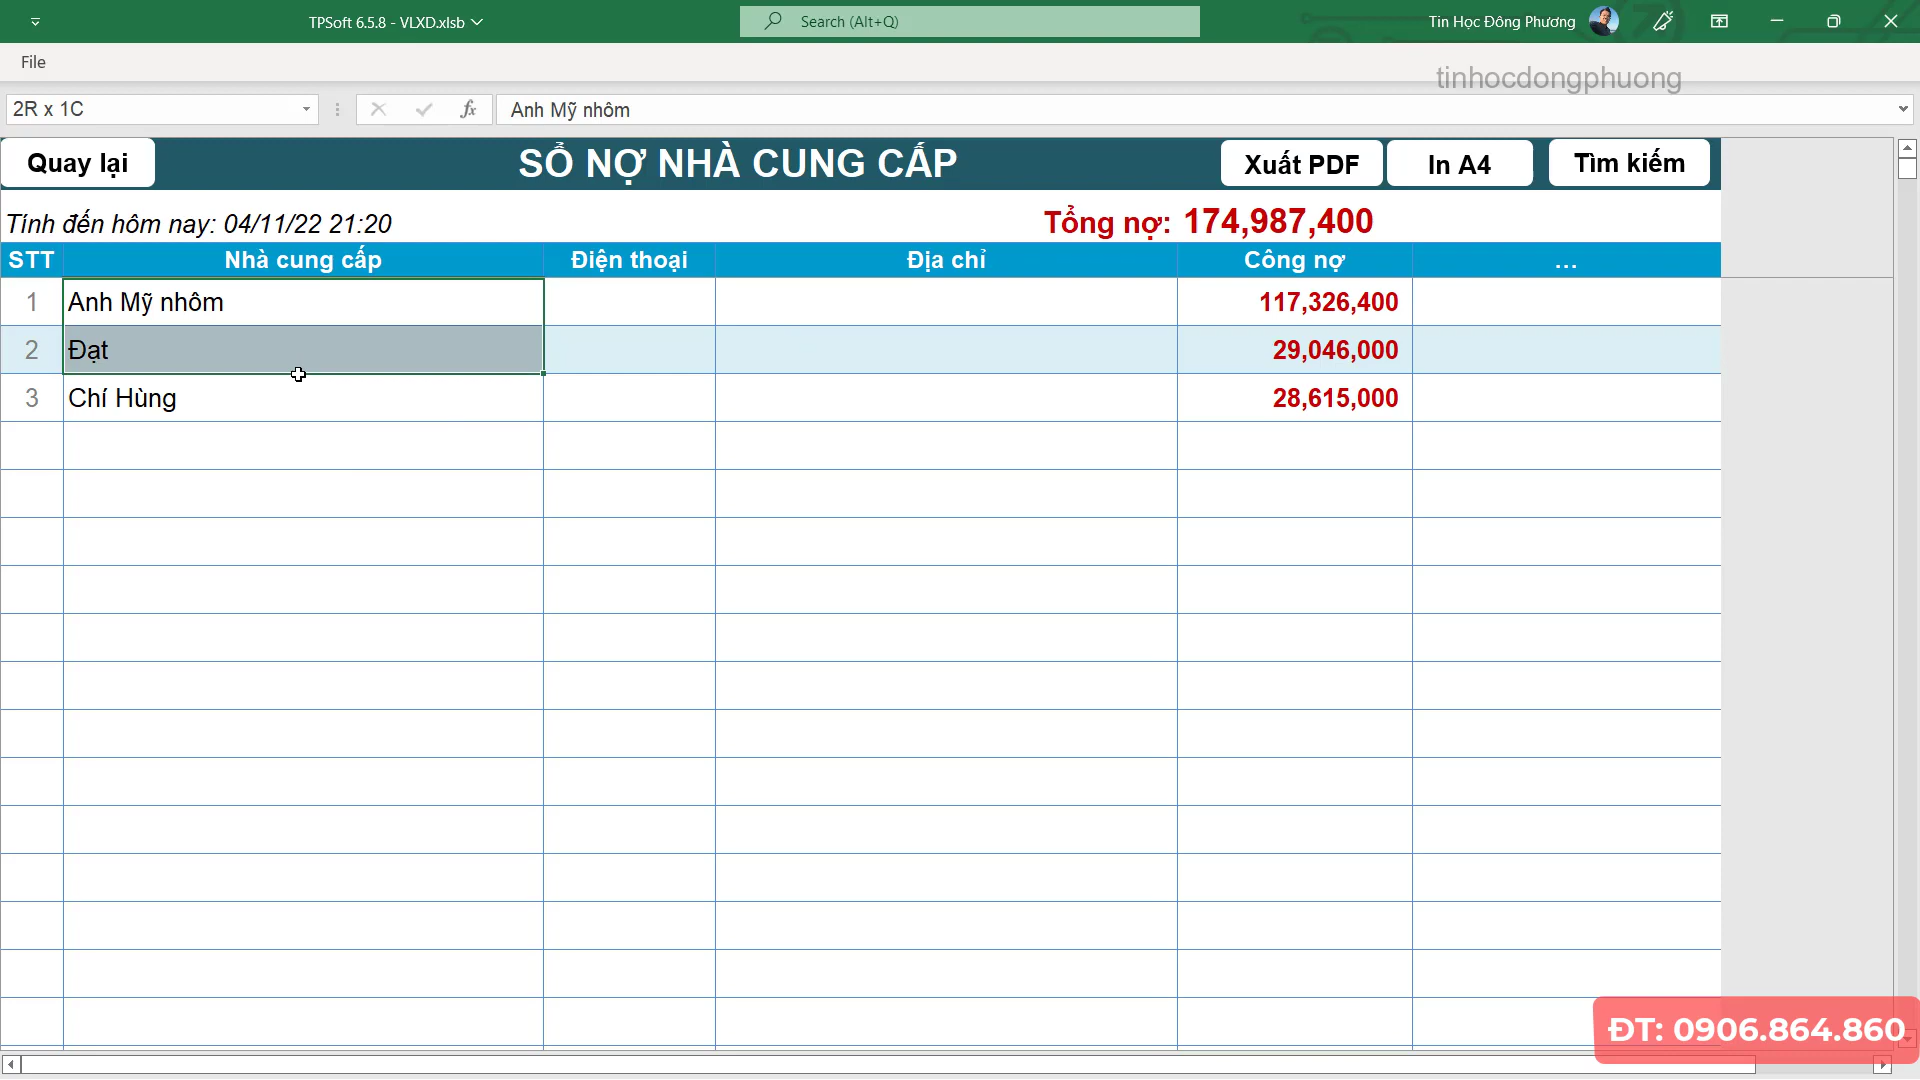 TPSoft 6.5.8 - VLXD.xlsb
Search (Alt+Q)
Tin Học Đông Phương
File
tinhocdongphuong
2R x 1C
fx
Anh Mỹ nhôm
Quay lại
SỔ NỢ NHÀ CUNG CẤP
Xuất PDF
In A4
Tìm kiếm
Tính đến hôm nay: 04/11/22 21:20
Tổng nợ: 174,987,400
STT Nhà cung cấp Điện thoại Địa chỉ Công nợ ...
1 Anh Mỹ nhôm 117,326,400
2 Đạt 29,046,000
3 Chí Hùng 28,615,000
ĐT: 0906.864.860